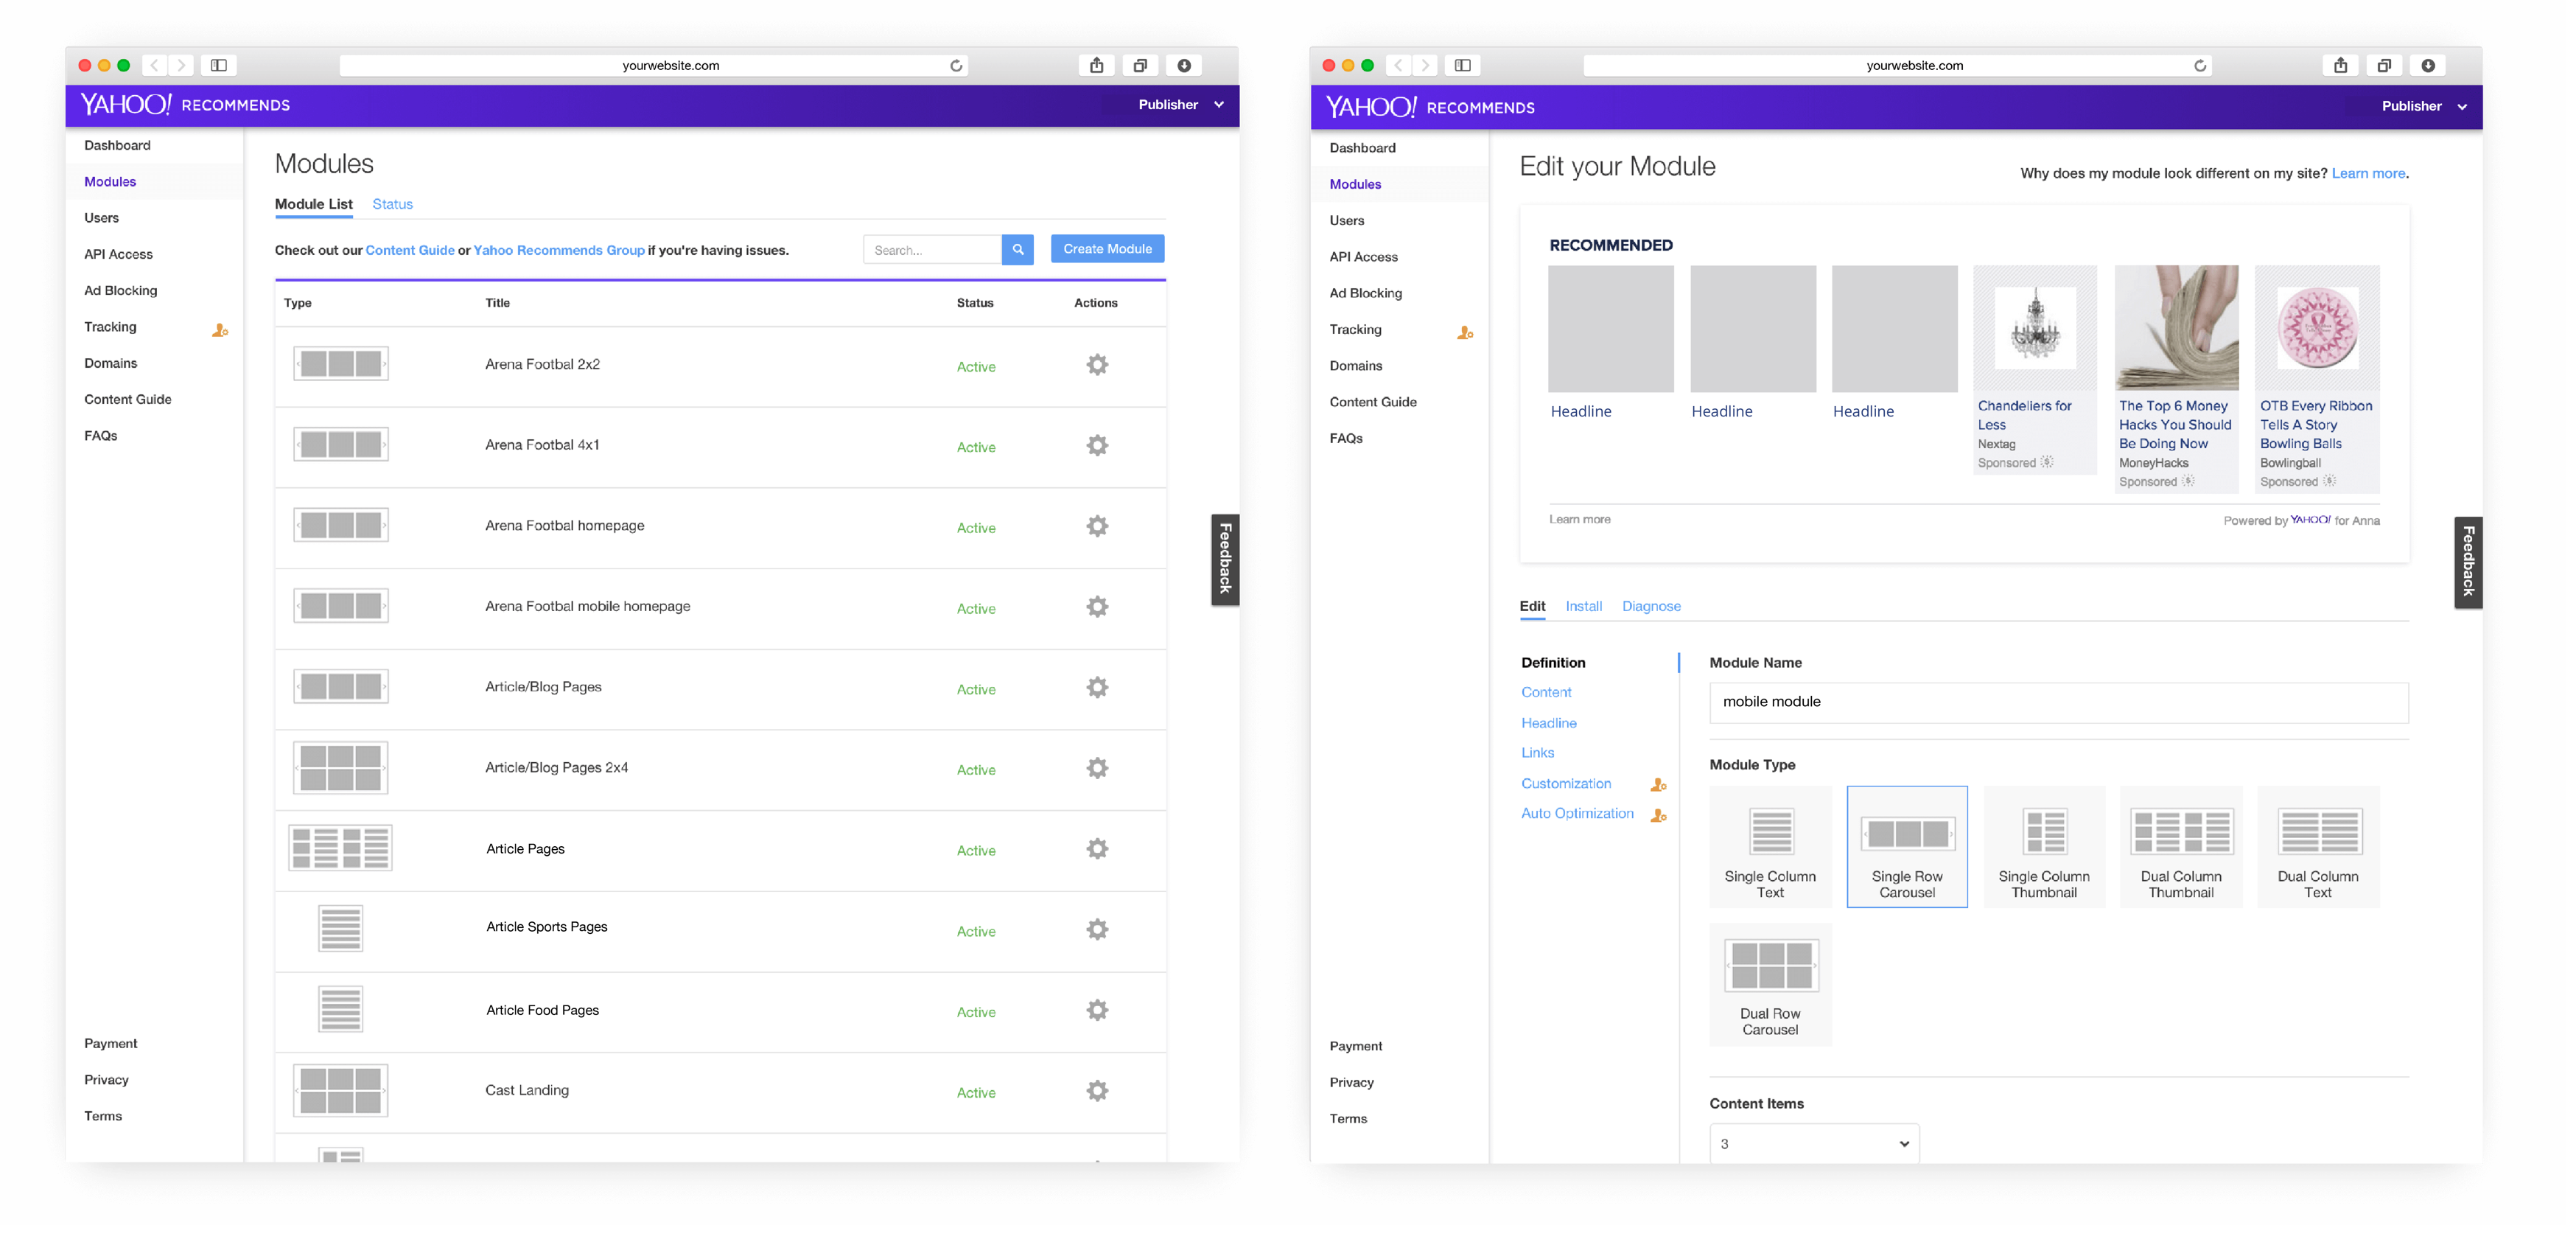 yourwebsite.com
YAHOO! RECOMMENDS
Publisher
Dashboard
Modules
Users
API Access
Ad Blocking
Tracking
Domains
Content Guide
FAQs
Payment
Privacy
Terms
Modules
Module List Status
Check out our Content Guide or Yahoo Recommends Group if you're having issues.
Search...
Create Module
Type Title Status Actions
Arena Footbal 2x2 Active
Arena Footbal 4x1 Active
Arena Footbal homepage Active
Arena Footbal mobile homepage Active
Article/Blog Pages Active
Article/Blog Pages 2x4 Active
Article Pages Active
Article Sports Pages Active
Article Food Pages Active
Cast Landing Active
Feedback
yourwebsite.com
YAHOO! RECOMMENDS
Publisher
Dashboard
Modules
Users
API Access
Ad Blocking
Tracking
Domains
Content Guide
FAQs
Payment
Privacy
Terms
Edit your Module
Why does my module look different on my site? Learn more.
RECOMMENDED
Headline
Headline
Headline
Chandeliers for
Less
Nextag
Sponsored
The Top 6 Money
Hacks You Should
Be Doing Now
MoneyHacks
Sponsored
OTB Every Ribbon
Tells A Story
Bowling Balls
Bowlingball
Sponsored
Learn more
Powered by YAHOO! for Anna
Feedback
Edit Install Diagnose
Definition
Content
Headline
Links
Customization
Auto Optimization
Module Name
mobile module
Module Type
Single Column
Text
Single Row
Carousel
Single Column
Thumbnail
Dual Column
Thumbnail
Dual Column
Text
Dual Row
Carousel
Content Items
3